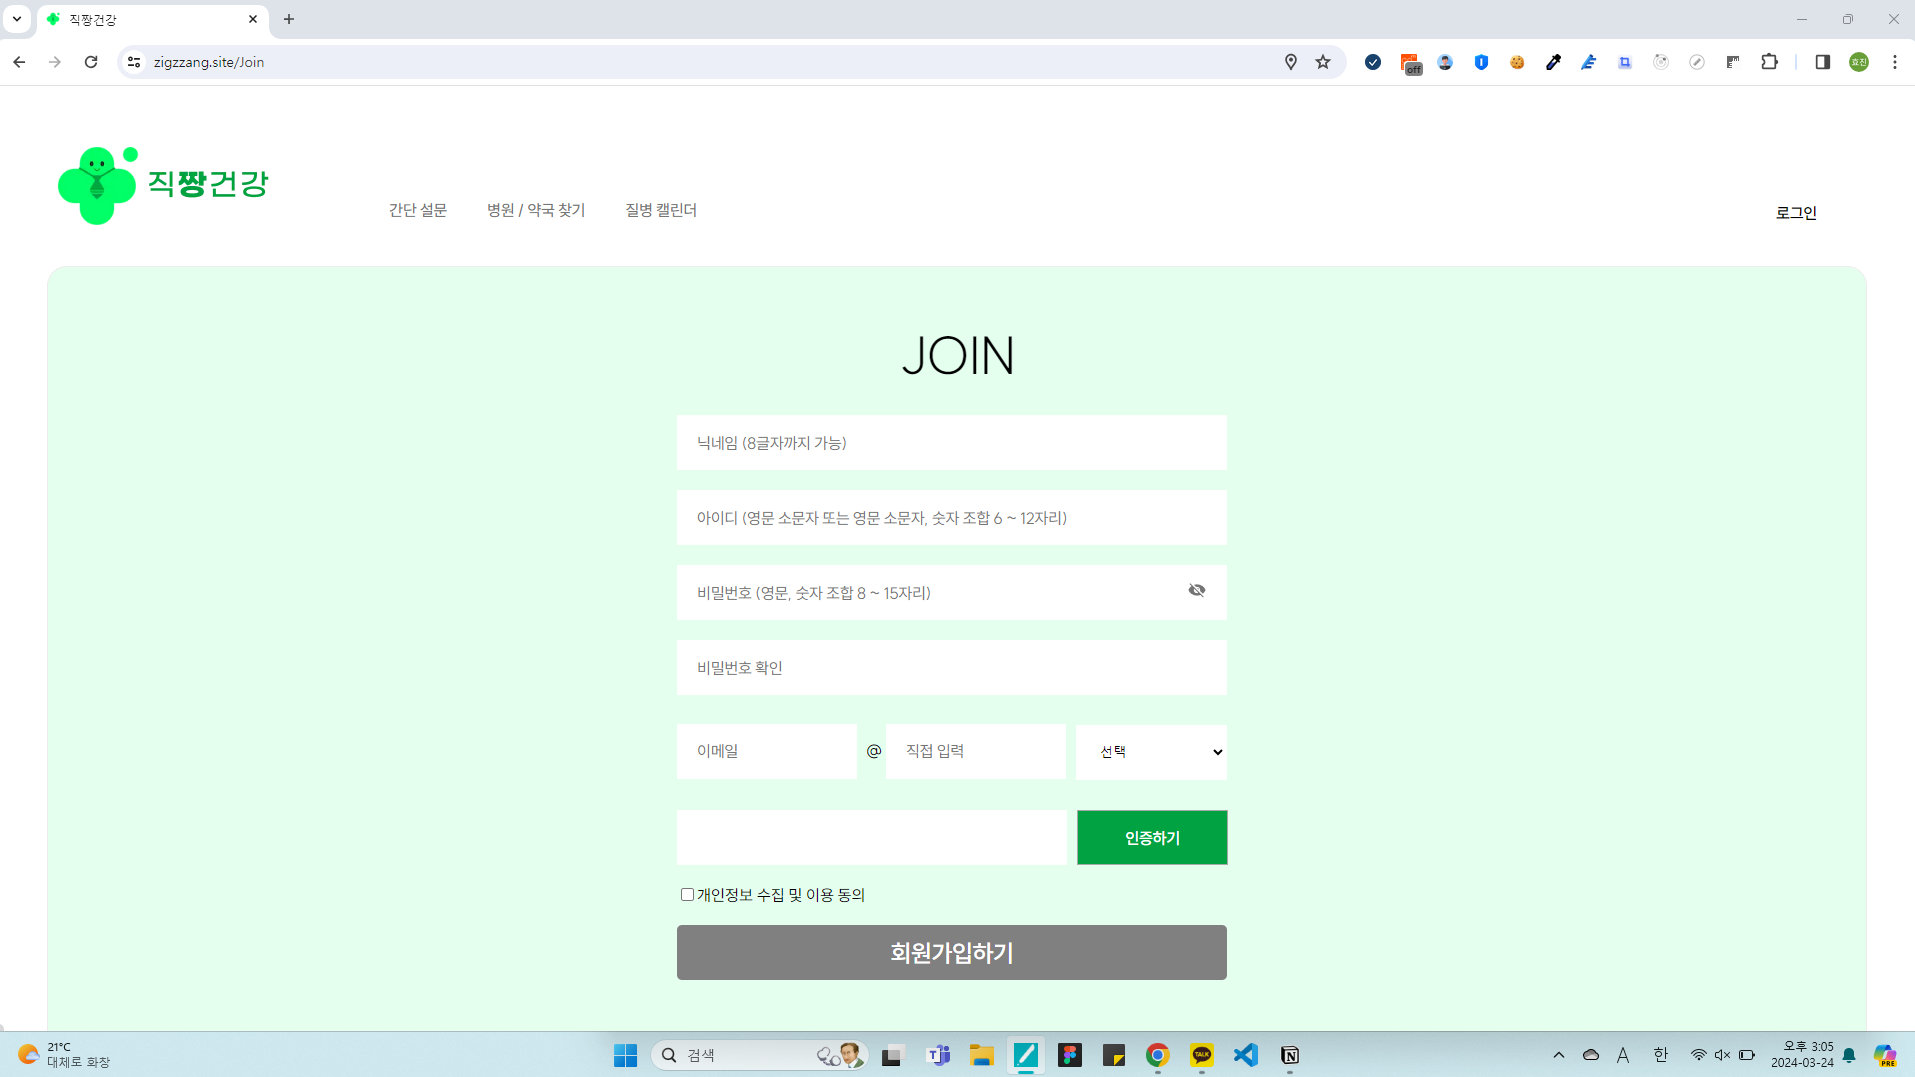 직짱건강
zigzzang.site/Join
off
효진
직짱건강
간단 설문
병원 / 약국 찾기
질병 캘린더
로그인
JOIN
닉네임 (8글자까지 가능)
아이디 (영문 소문자 또는 영문 소문자, 숫자 조합 6 ~ 12자리)
비밀번호 (영문, 숫자 조합 8 ~ 15자리)
비밀번호 확인
이메일 @ 직접 입력 선택
인증하기
개인정보 수집 및 이용 동의
회원가입하기
21°C
대체로 화창
검색
TALK
A 한
오후 3:05
2024-03-24
PRE